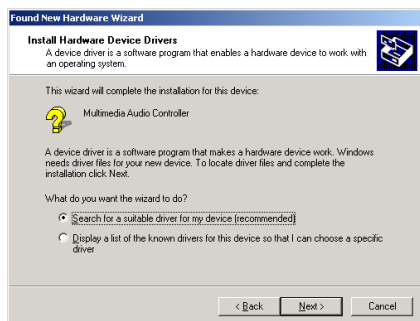 Found New Hardware Wizard
Install Hardware Device Drivers
A device driver is a software program that enables a hardware device to work with
an operating system.
This wizard will complete the installation for this device:
Multimedia Audio Controller
A device driver is a software program that makes a hardware device work. Windows
needs driver files for your new device. To locate driver files and complete the
installation click Next.
What do you want the wizard to do?
Search for a suitable driver for my device (recommended)
Display a list of the known drivers for this device so that I can choose a specific
driver
< Back Next > Cancel